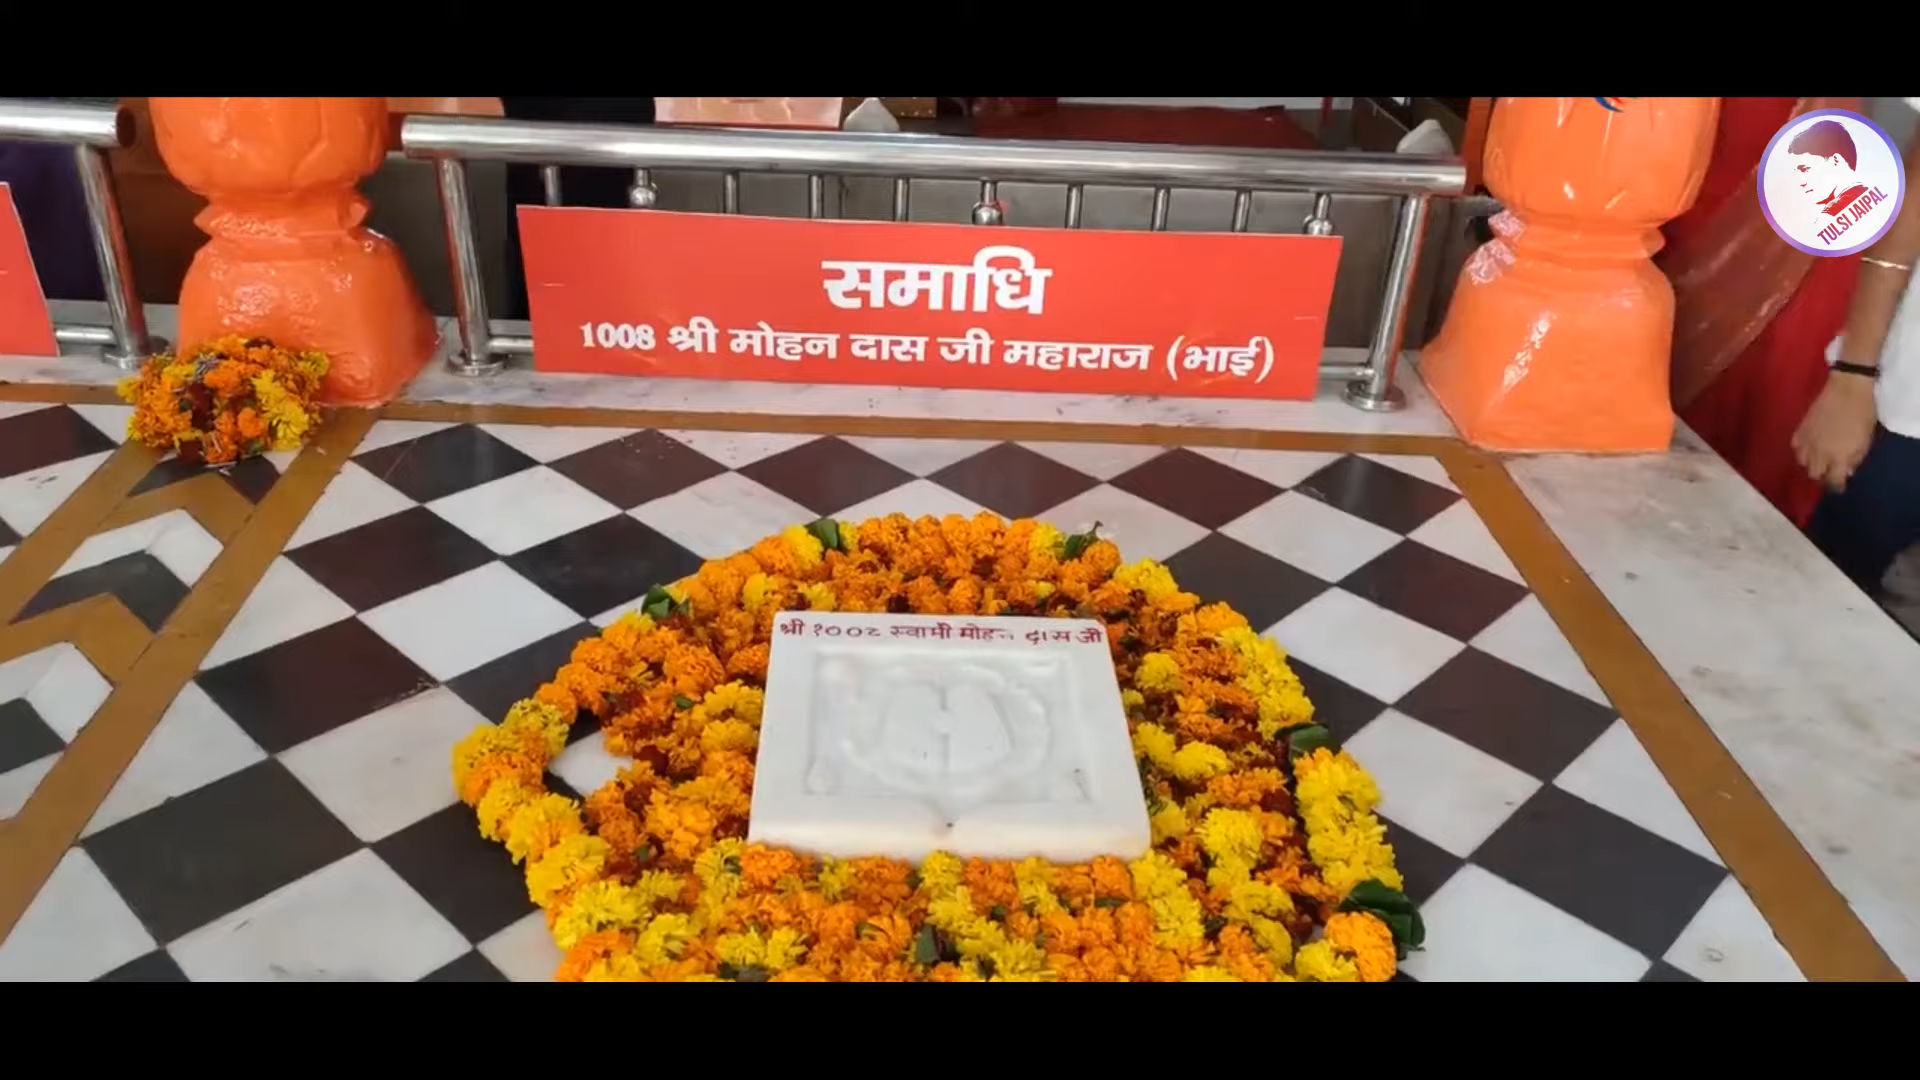 समाधि
1008 श्री मोहन दास जी महाराज (भाई)
श्री १००८ स्वामी मोहन दास जी
TULSI JAIPAL